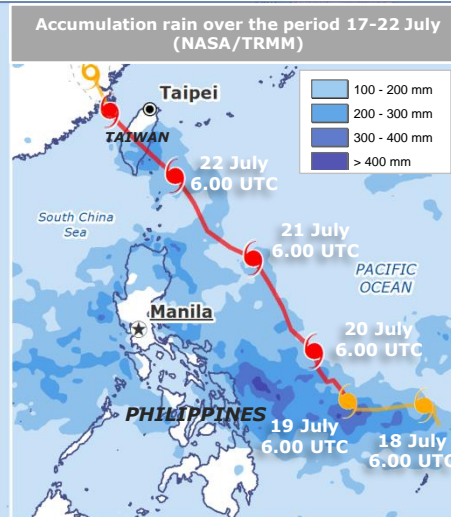 Accumulation rain over the period 17-22 July
(NASA/TRMM)
Taipei
TAIWAN
100 - 200 mm
200 - 300 mm
300 - 400 mm
> 400 mm
22 July
6.00 UTC
South China
Sea
21 July
6.00 UTC
PACIFIC
OCEAN
Manila
20 July
6.00 UTC
PHILIPPINES
19 July
6.00 UTC
18 July
6.00 UTC